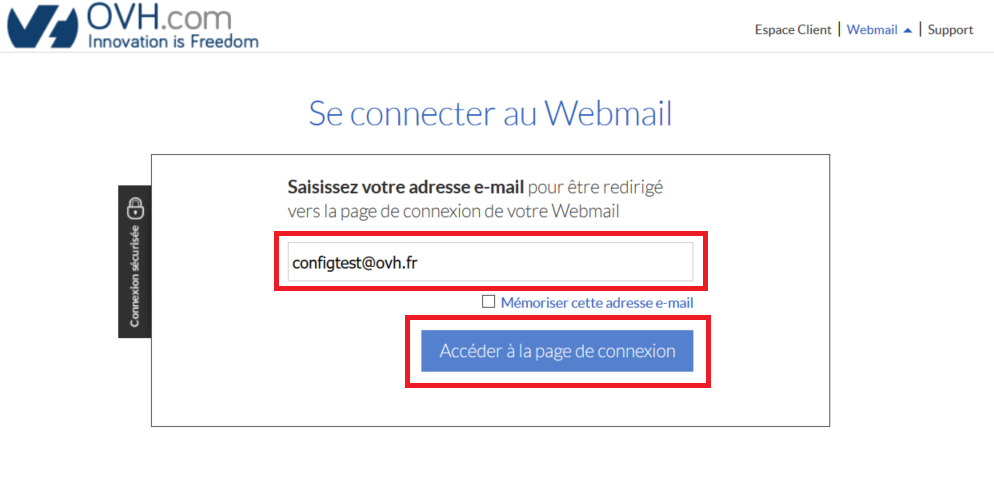 OVH.com
Innovation is Freedom
Espace Client | Webmail | Support
Se connecter au Webmail
Connexion sécurisée
Saisissez votre adresse e-mail pour être redirigé
vers la page de connexion de votre Webmail
configtest@ovh.fr
Mémoriser cette adresse e-mail
Accéder à la page de connexion